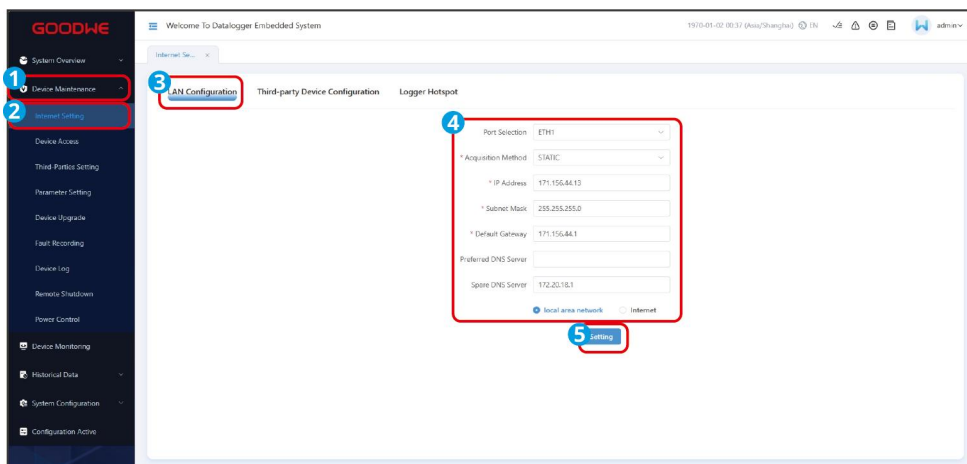 GOODWE
Welcome To Datalogger Embedded System
1970-01-02 00:37 (Asia/Shanghai) EN
admin
Internet Se...
System Overview
1
Device Maintenance
2
Internet Setting
Device Access
Third-Parties Setting
Parameter Setting
Device Upgrade
Fault Recording
Device Log
Remote Shutdown
Power Control
Device Monitoring
Historical Data
System Configuration
Configuration Active
3
LAN Configuration Third-party Device Configuration Logger Hotspot
4
Port Selection ETH1
* Acquisition Method STATIC
* IP Address 171.156.44.13
* Subnet Mask 255.255.255.0
* Default Gateway 171.156.44.1
Preferred DNS Server
Spare DNS Server 172.20.18.1
local area network Internet
5
Setting